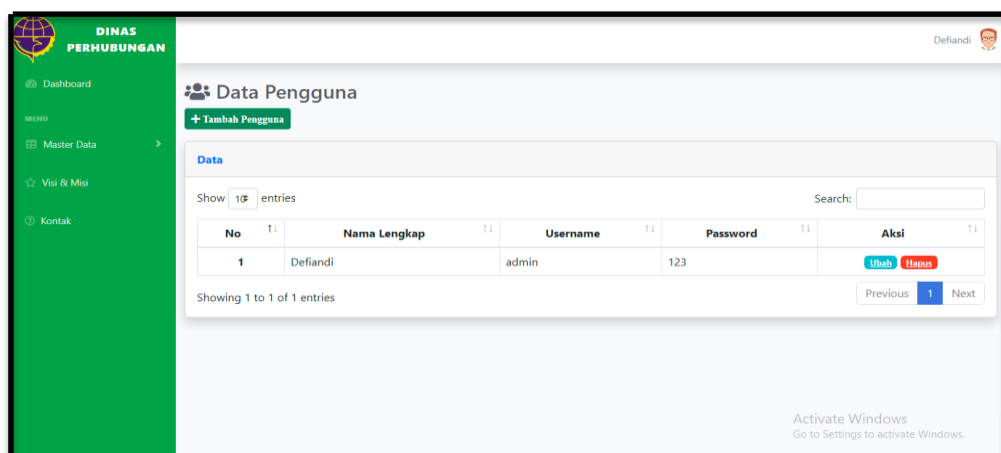 DINAS
PERHUBUNGAN
Defiandi
Dashboard
MENU
Master Data
Visi & Misi
Kontak
Data Pengguna
+ Tambah Pengguna
Data
Show 10 entries
Search:
No Nama Lengkap Username Password Aksi
1 Defiandi admin 123 Ubah Hapus
Showing 1 to 1 of 1 entries
Previous 1 Next
Activate Windows
Go to Settings to activate Windows.